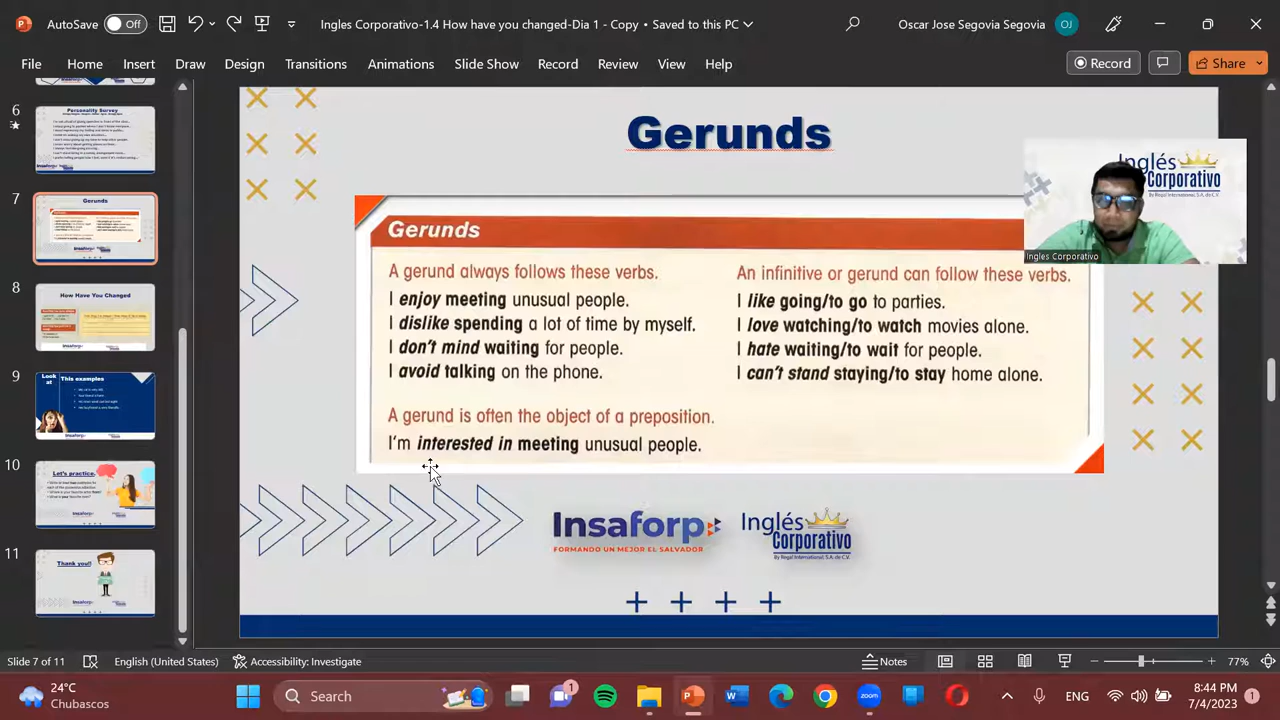 AutoSave
Off
Ingles Corporativo-1.4 How have you changed-Dia 1 - Copy • Saved to this PC
Oscar Jose Segovia Segovia
OJ
File
Home
Insert
Draw
Design
Transitions
Animations
Slide Show
Record
Review
View
Help
Record
Share
6
Personality Survey
7
Gerunds
8
How Have You Changed
9
Look at
This examples
10
Let's practice.
11
Thank you!
Gerunds
Gerunds
A gerund always follows these verbs.
I enjoy meeting unusual people.
I dislike spending a lot of time by myself.
I don't mind waiting for people.
I avoid talking on the phone.
A gerund is often the object of a preposition.
I'm interested in meeting unusual people.
An infinitive or gerund can follow these verbs.
I like going/to go to parties.
I love watching/to watch movies alone.
I hate waiting/to wait for people.
I can't stand staying/to stay home alone.
Inglés
Corporativo
Ingles Corporativo
Insaforp
FORMANDO UN MEJOR EL SALVADOR
Inglés
Corporativo
By Regal International, S.A. de C.V.
Slide 7 of 11
English (United States)
Accessibility: Investigate
Notes
77%
24°C
Chubascos
Search
1
zoom
ENG
8:44 PM
7/4/2023
1